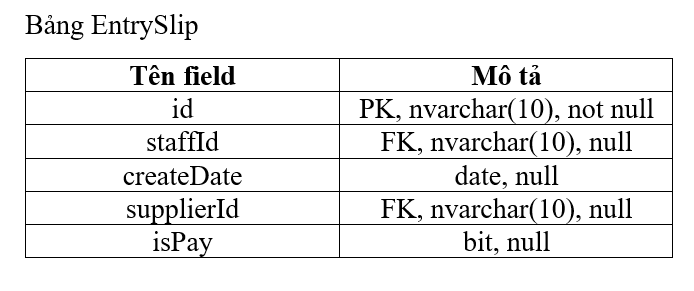 Bảng EntrySlip
Tên field Mô tả
id PK, nvarchar(10), not null
staffId FK, nvarchar(10), null
createDate date, null
supplierId FK, nvarchar(10), null
isPay bit, null